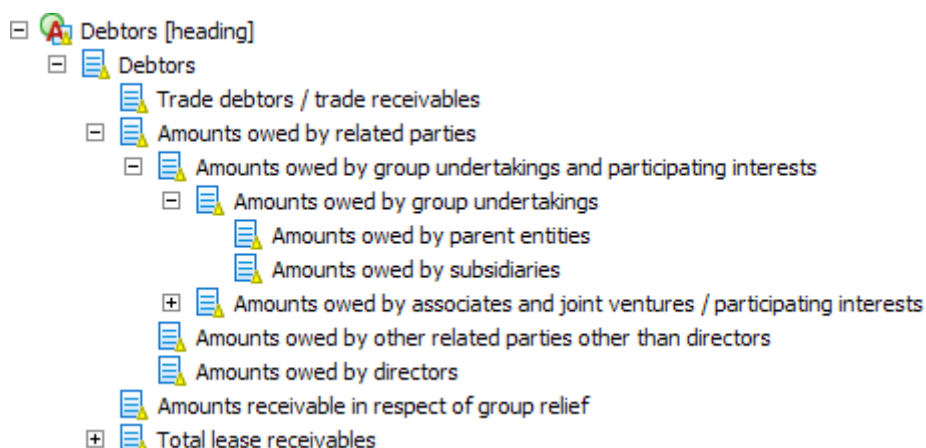 Debtors [heading]
Debtors
Trade debtors / trade receivables
Amounts owed by related parties
Amounts owed by group undertakings and participating interests
Amounts owed by group undertakings
Amounts owed by parent entities
Amounts owed by subsidiaries
Amounts owed by associates and joint ventures / participating interests
Amounts owed by other related parties other than directors
Amounts owed by directors
Amounts receivable in respect of group relief
Total lease receivables